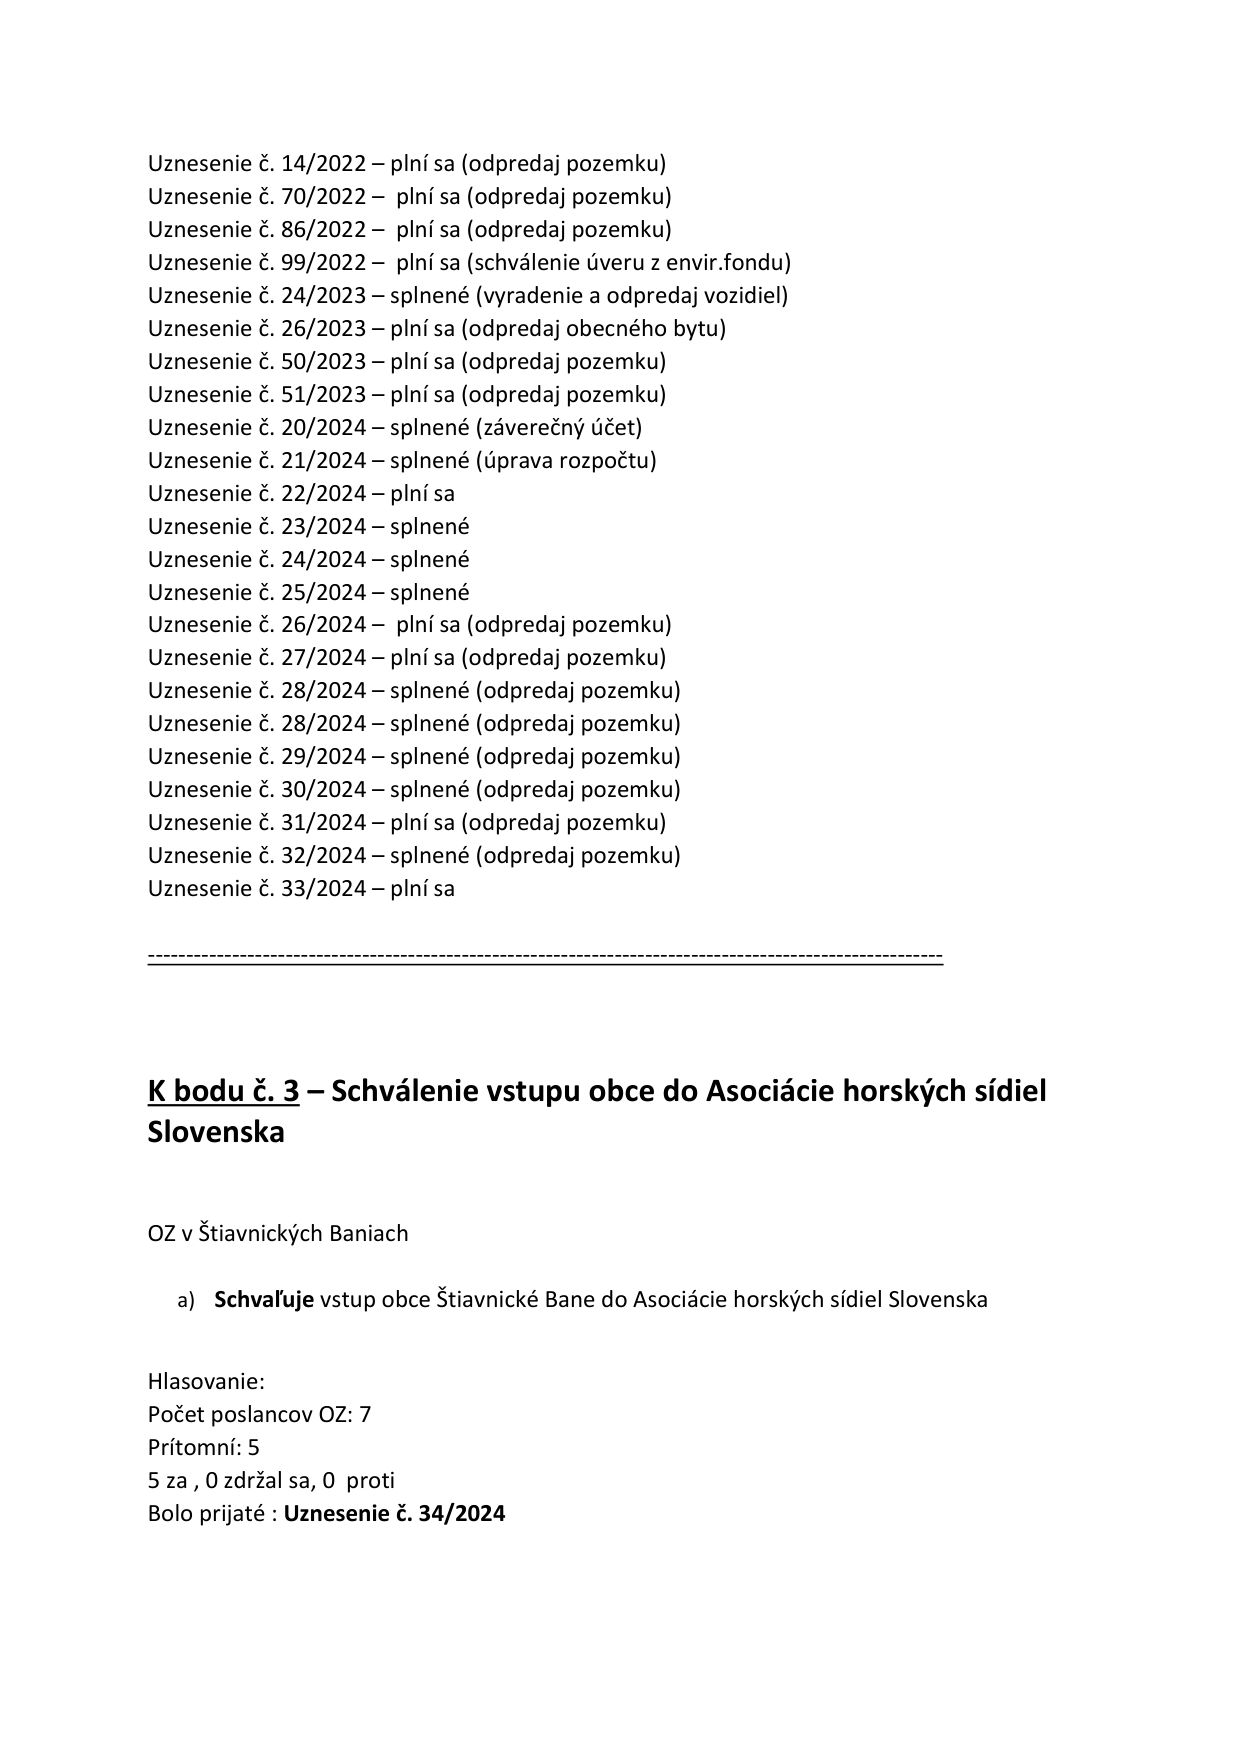 Uznesenie č. 14/2022 – plní sa (odpredaj pozemku)
Uznesenie č. 70/2022 –  plní sa (odpredaj pozemku)
Uznesenie č. 86/2022 –  plní sa (odpredaj pozemku)
Uznesenie č. 99/2022 –  plní sa (schválenie úveru z envir.fondu)
Uznesenie č. 24/2023 – splnené (vyradenie a odpredaj vozidiel)
Uznesenie č. 26/2023 – plní sa (odpredaj obecného bytu)
Uznesenie č. 50/2023 – plní sa (odpredaj pozemku)
Uznesenie č. 51/2023 – plní sa (odpredaj pozemku)
Uznesenie č. 20/2024 – splnené (záverečný účet)
Uznesenie č. 21/2024 – splnené (úprava rozpočtu)
Uznesenie č. 22/2024 – plní sa
Uznesenie č. 23/2024 – splnené
Uznesenie č. 24/2024 – splnené
Uznesenie č. 25/2024 – splnené
Uznesenie č. 26/2024 –  plní sa (odpredaj pozemku)
Uznesenie č. 27/2024 – plní sa (odpredaj pozemku)
Uznesenie č. 28/2024 – splnené (odpredaj pozemku)
Uznesenie č. 28/2024 – splnené (odpredaj pozemku)
Uznesenie č. 29/2024 – splnené (odpredaj pozemku)
Uznesenie č. 30/2024 – splnené (odpredaj pozemku)
Uznesenie č. 31/2024 – plní sa (odpredaj pozemku)
Uznesenie č. 32/2024 – splnené (odpredaj pozemku)
Uznesenie č. 33/2024 – plní sa
--------------------------------------------------------------------------------------------------------
K bodu č. 3 – Schválenie vstupu obce do Asociácie horských sídiel
Slovenska
OZ v Štiavnických Baniach
a) Schvaľuje vstup obce Štiavnické Bane do Asociácie horských sídiel Slovenska
Hlasovanie:
Počet poslancov OZ: 7
Prítomní: 5
5 za , 0 zdržal sa, 0  proti
Bolo prijaté : Uznesenie č. 34/2024